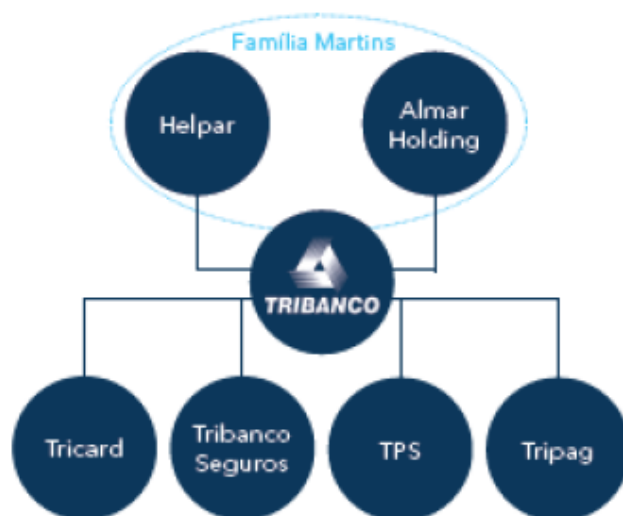 Família Martins
Helpar
Almar
Holding
TRIBANCO
Tricard
Tribanco
Seguros
TPS
Tripag